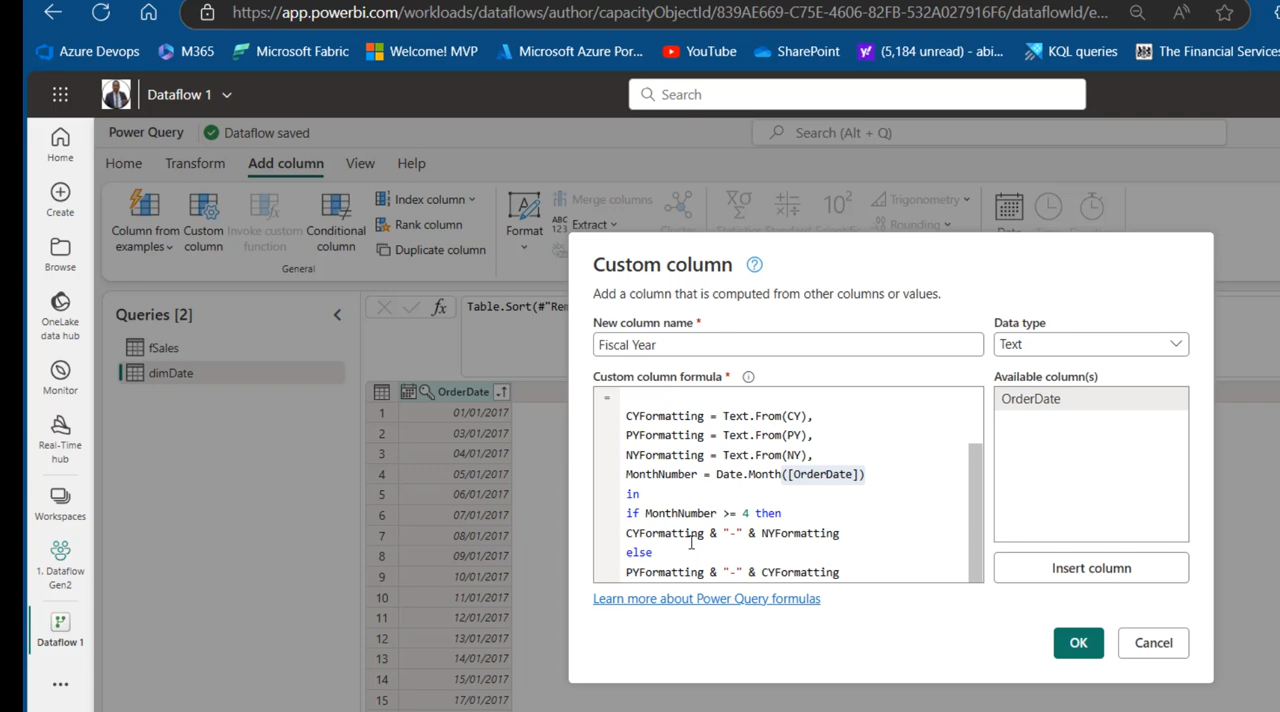 https://app.powerbi.com/workloads/dataflows/author/capacityObjectId/839AE669-C75E-4606-82FB-532A027916F6/dataflowId/e...
Azure Devops M365 Microsoft Fabric Welcome! MVP Microsoft Azure Por... YouTube SharePoint (5,184 unread) - abi... KQL queries The Financial Services
Dataflow 1 Search
Power Query Dataflow saved Search (Alt + Q)
Home Transform Add column View Help
Home
Create
Browse
OneLake
data hub
Monitor
Real-Time
hub
Workspaces
1. Dataflow
Gen2
Dataflow 1
Column from
examples
Custom
column
Invoke custom
function
Conditional
column
Index column
Rank column
Duplicate column
General
Format
ABC
123
Merge columns
Extract
10²
Trigonometry
Rounding
Queries [2]
fSales
dimDate
fx Table.Sort(#"Rem
OrderDate
1 01/01/2017
2 03/01/2017
3 04/01/2017
4 05/01/2017
5 06/01/2017
6 07/01/2017
7 08/01/2017
8 09/01/2017
9 10/01/2017
10 11/01/2017
11 12/01/2017
12 13/01/2017
13 14/01/2017
14 15/01/2017
15 17/01/2017
Custom column
Add a column that is computed from other columns or values.
New column name *
Fiscal Year
Data type
Text
Custom column formula *
=
CYFormatting = Text.From(CY),
PYFormatting = Text.From(PY),
NYFormatting = Text.From(NY),
MonthNumber = Date.Month([OrderDate])
in
if MonthNumber >= 4 then
CYFormatting & "-" & NYFormatting
else
PYFormatting & "-" & CYFormatting
Available column(s)
OrderDate
Insert column
Learn more about Power Query formulas
OK Cancel